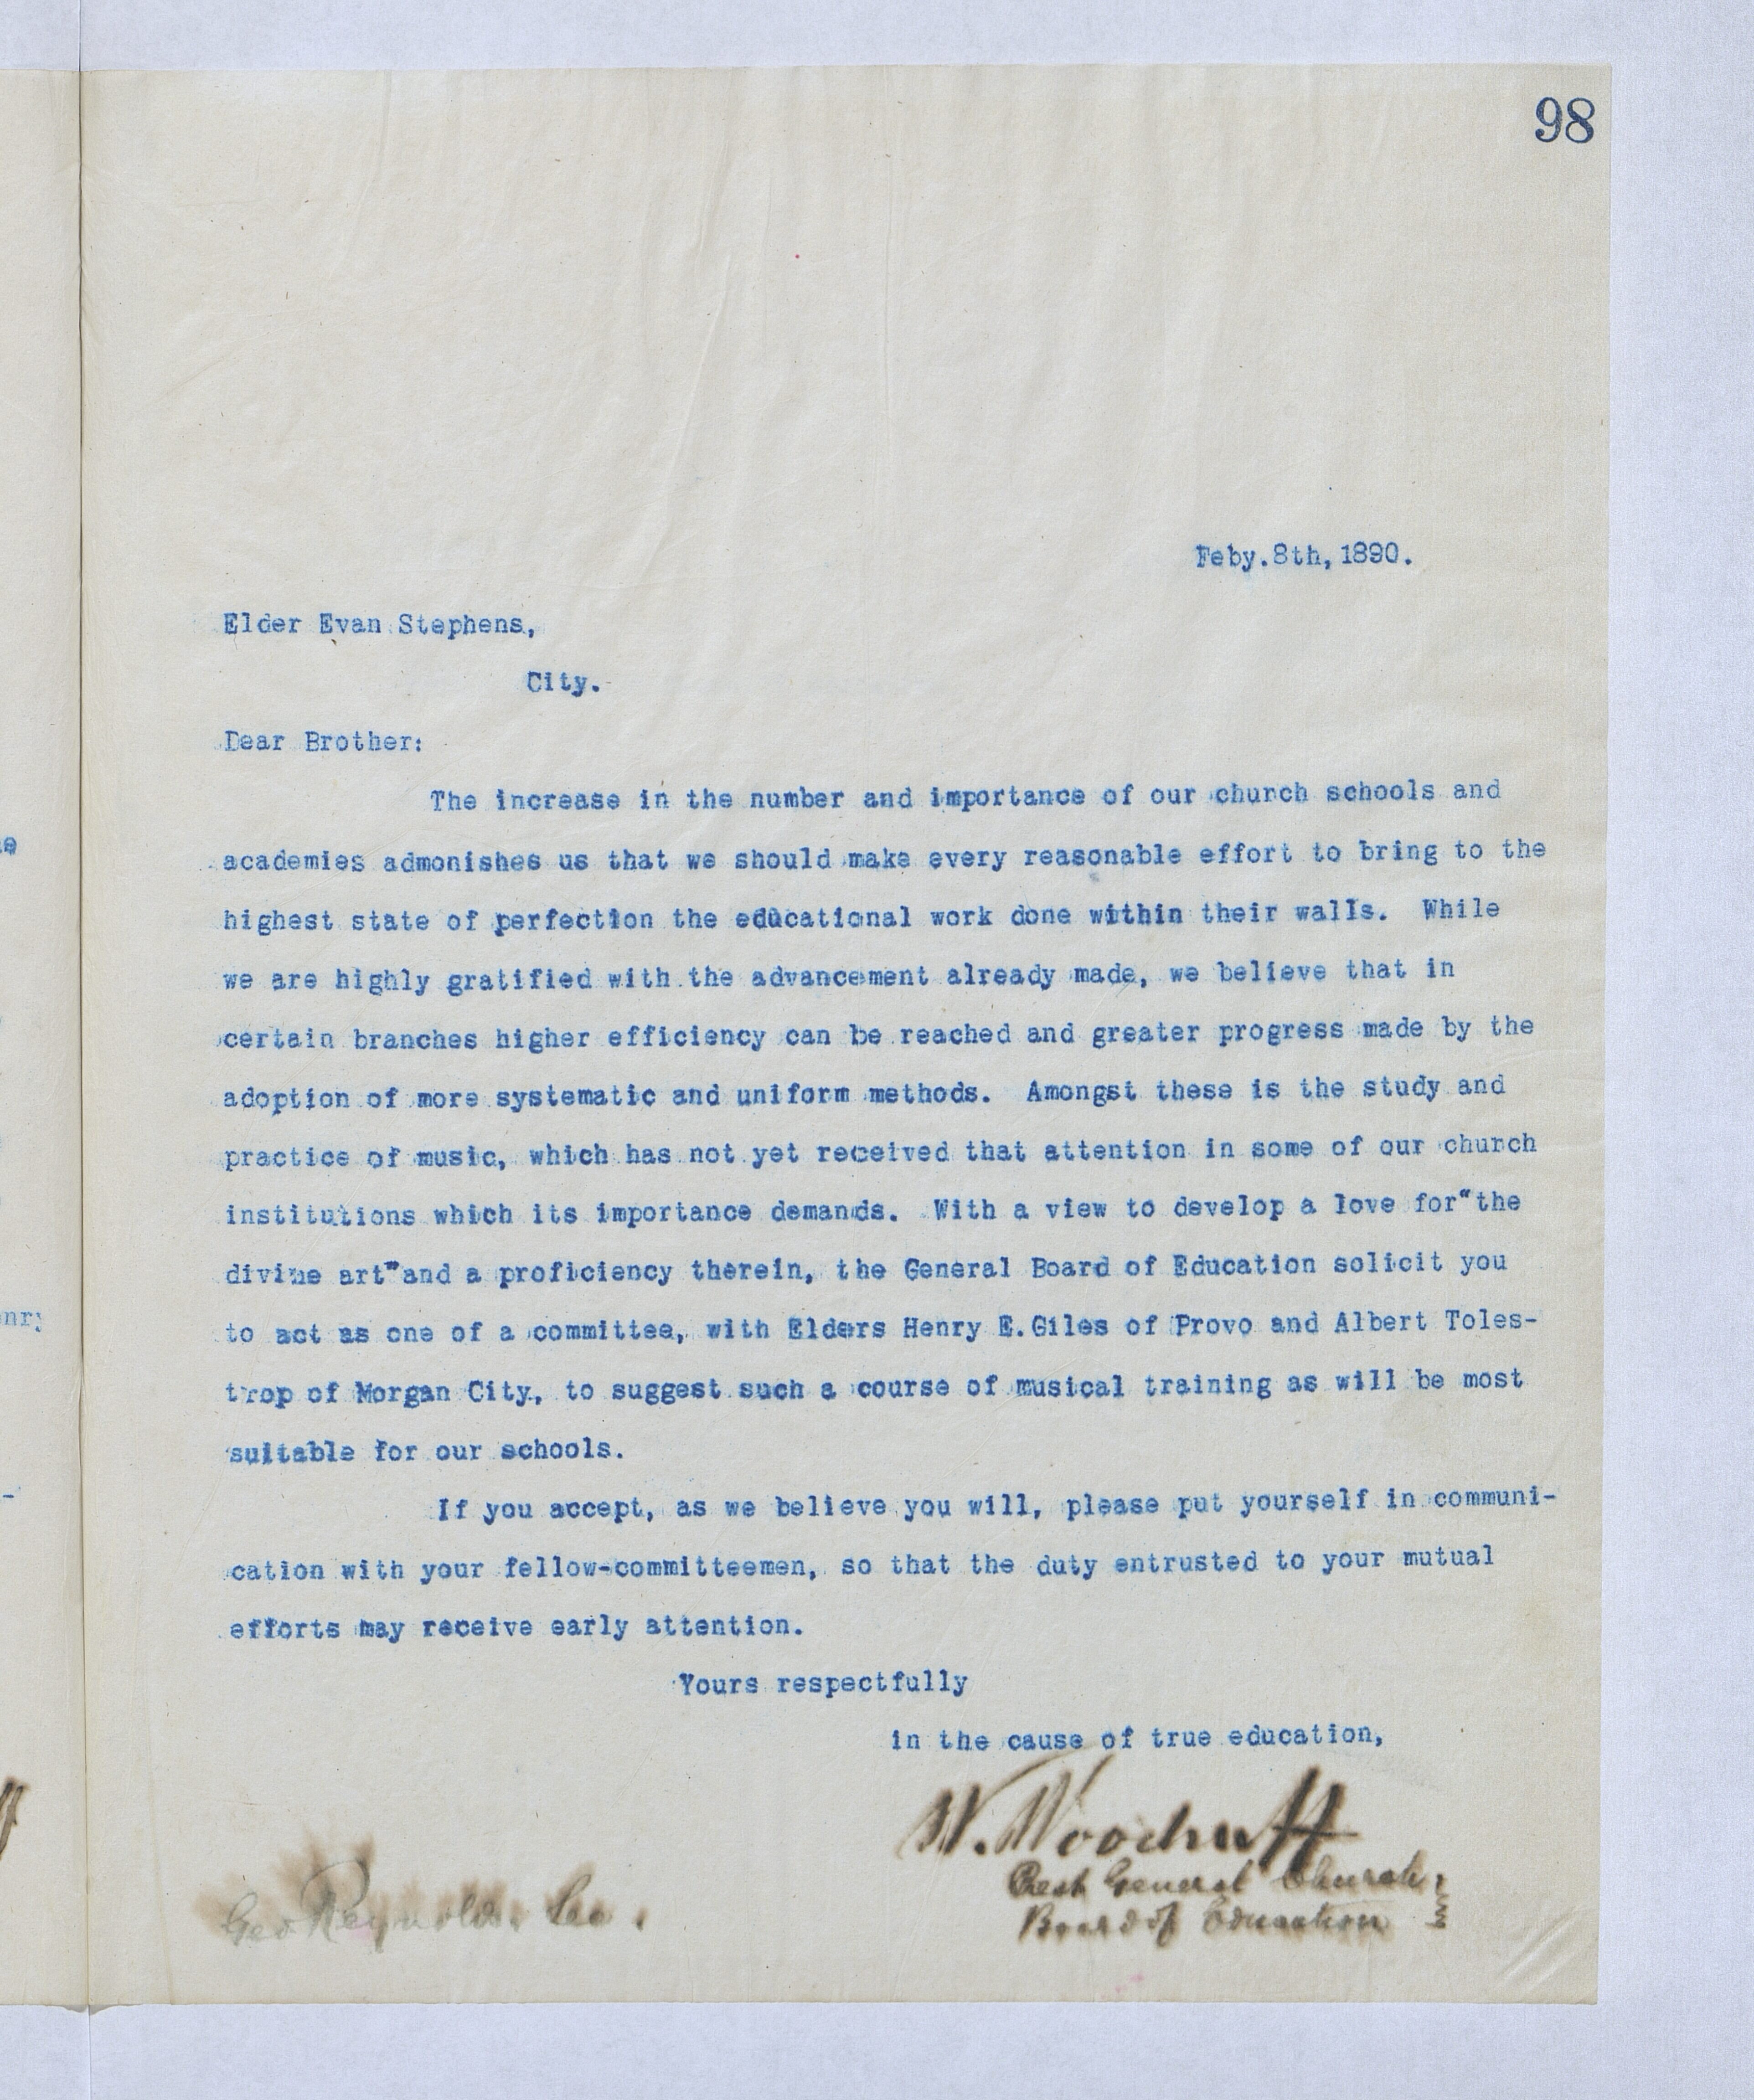 98
Feby.8th, 1890.
Elder Evan Stephens,
City.
Dear Brother:
The increase in the number and importance of our church schools and
academies admonishes us that we should make every reasonable effort to bring to the
highest state of perfection the educational work done within their walls. While
we are highly gratified with the advancement already made, we believe that in
certain branches higher efficiency can be reached and greater progress made by the
adoption of more systematic and uniform methods. Amongst these is the study and
practice of music, which has not yet received that attention in some of our church
institutions which its importance demands. With a view to develop a love for "the
divine art" and a proficiency therein, the General Board of Education solicit you
to act as one of a committee, with Elders Henry E. Giles of Provo and Albert Toles-
trop of Morgan City, to suggest such a course of musical training as will be most
suitable for our schools.
If you accept, as we believe you will, please put yourself in communi-
cation with your fellow-committeemen, so that the duty entrusted to your mutual
efforts may receive early attention.
Yours respectfully
in the cause of true education,
W. Woodruff
Prest General Church
Board of Education
Geo Reynolds. Sec.